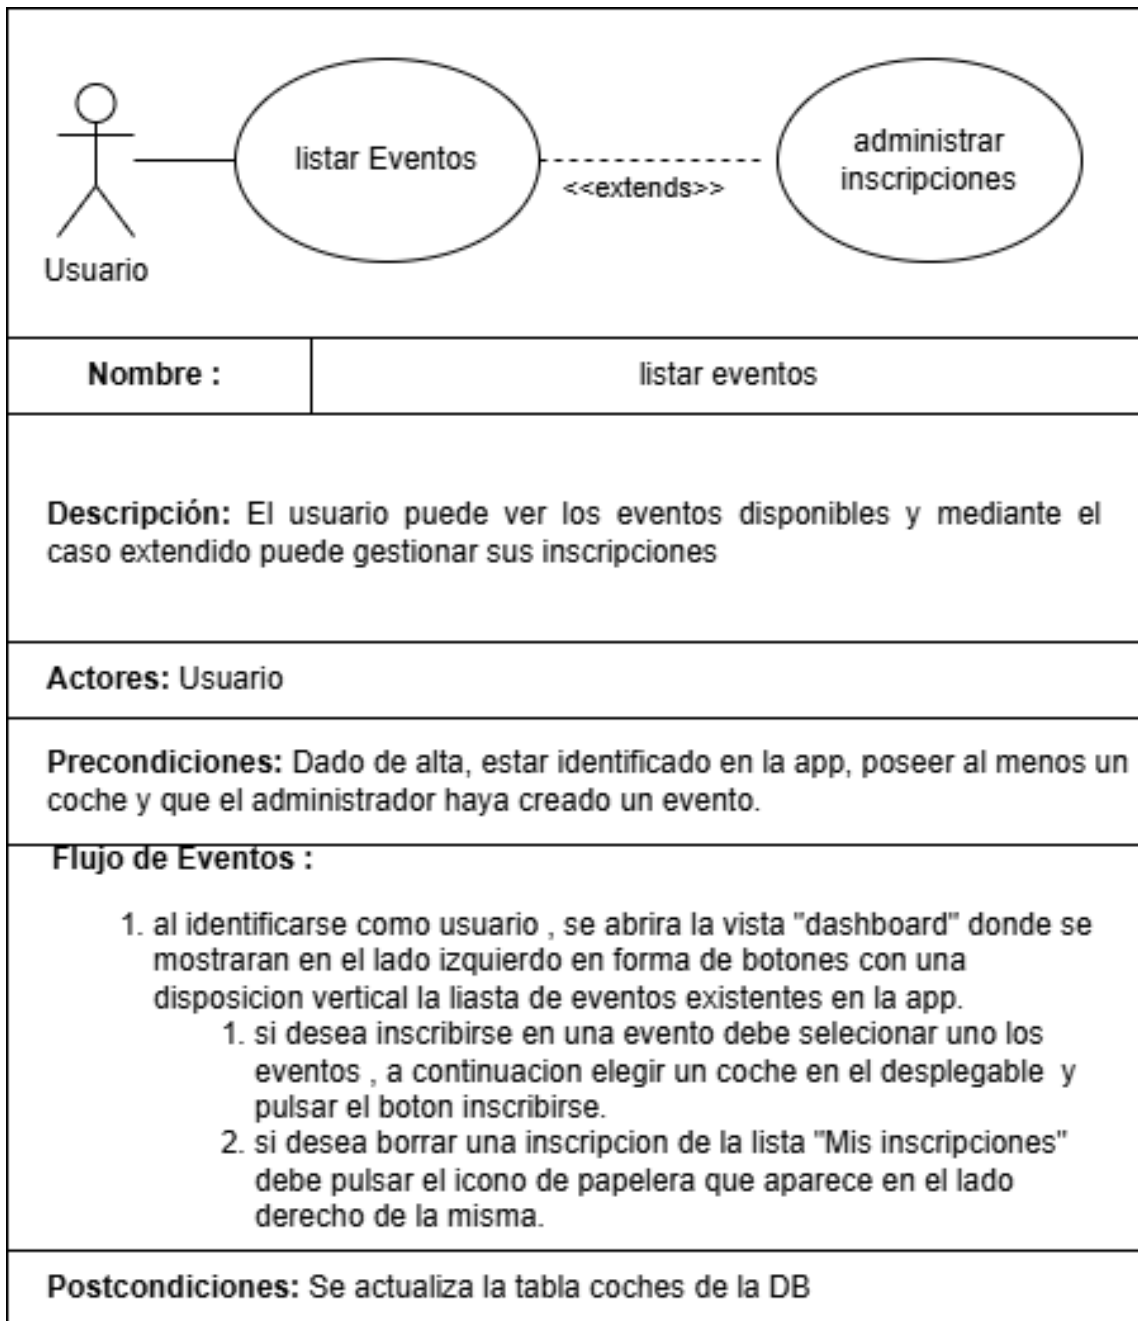 listar Eventos
<<extends>>
administrar
inscripciones
Usuario
Nombre :
listar eventos
Descripción: El usuario puede ver los eventos disponibles y mediante el
caso extendido puede gestionar sus inscripciones
Actores: Usuario
Precondiciones: Dado de alta, estar identificado en la app, poseer al menos un
coche y que el administrador haya creado un evento.
Flujo de Eventos :
1. al identificarse como usuario , se abrira la vista "dashboard" donde se
mostraran en el lado izquierdo en forma de botones con una
disposicion vertical la liasta de eventos existentes en la app.
1. si desea inscribirse en una evento debe selecionar uno los
eventos , a continuacion elegir un coche en el desplegable y
pulsar el boton inscribirse.
2. si desea borrar una inscripcion de la lista "Mis inscripciones"
debe pulsar el icono de papelera que aparece en el lado
derecho de la misma.
Postcondiciones: Se actualiza la tabla coches de la DB